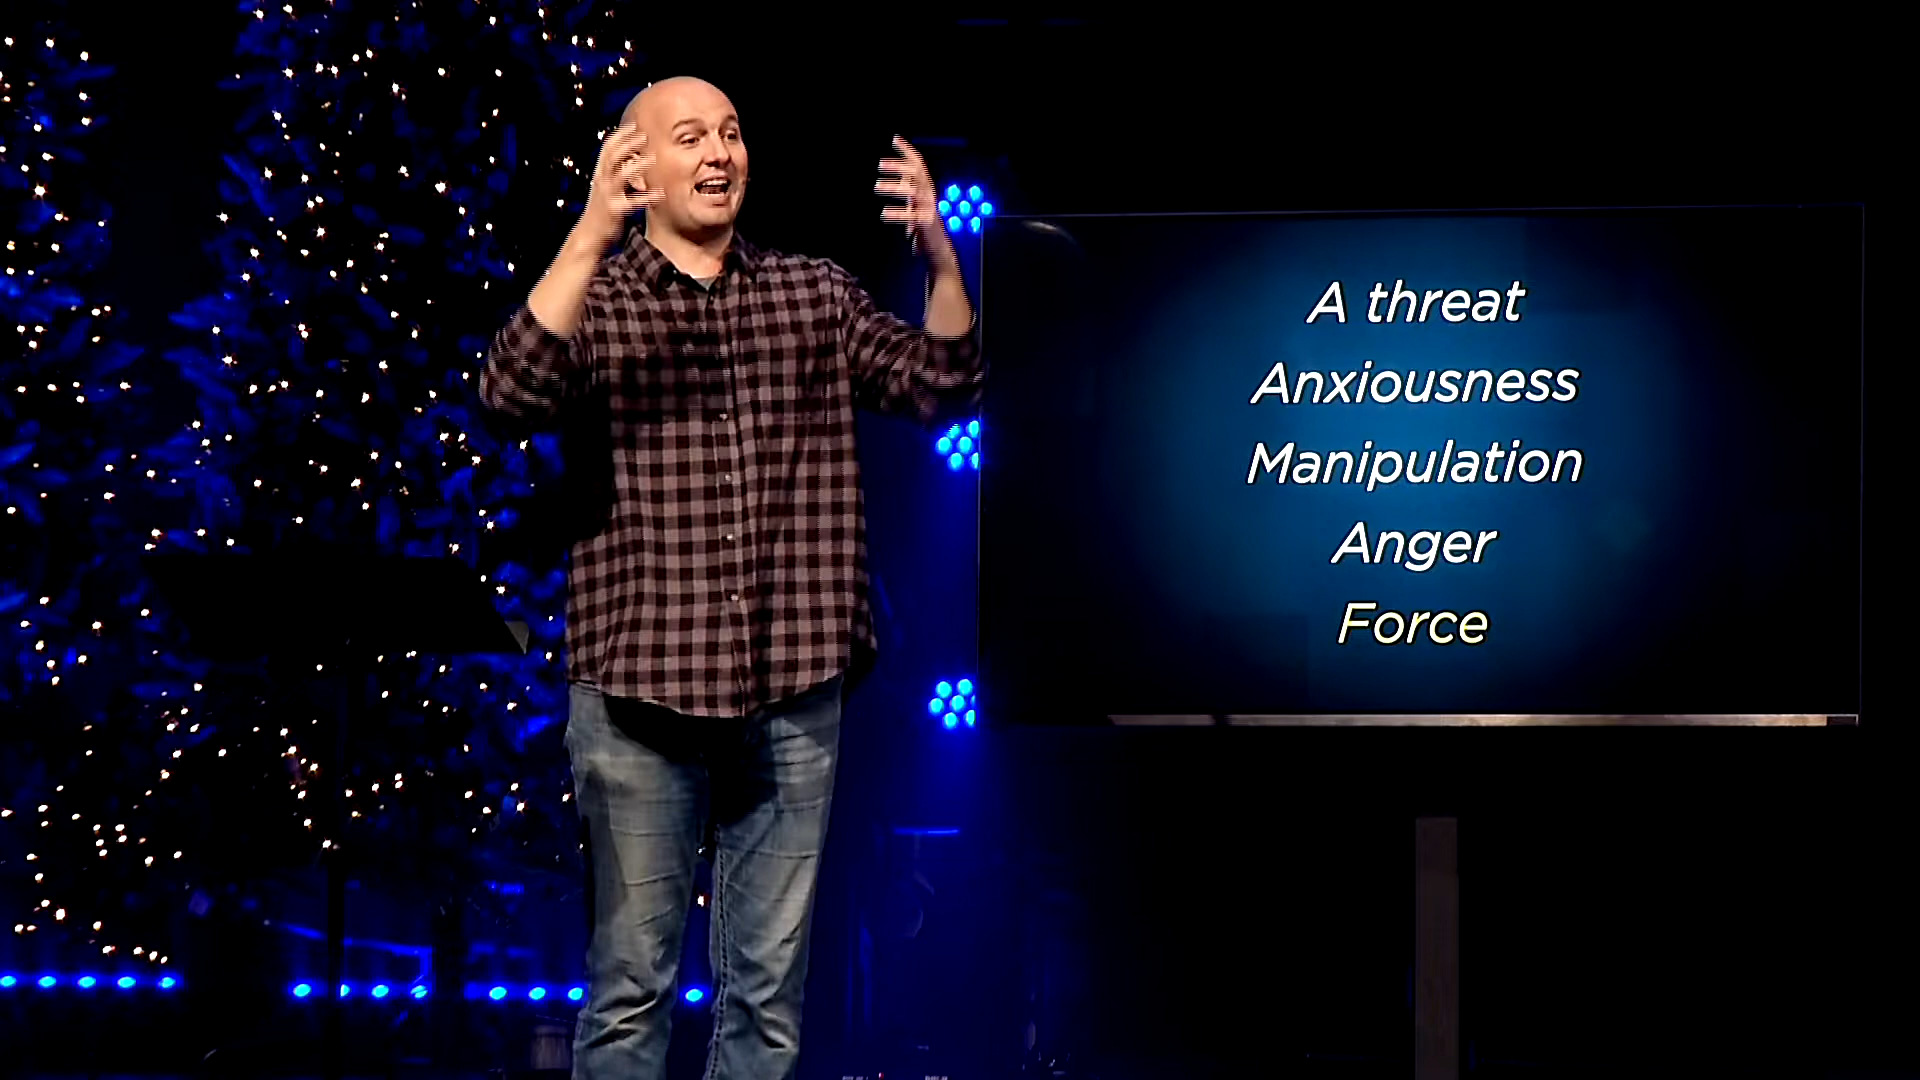 A threat
Anxiousness
Manipulation
Anger
Force